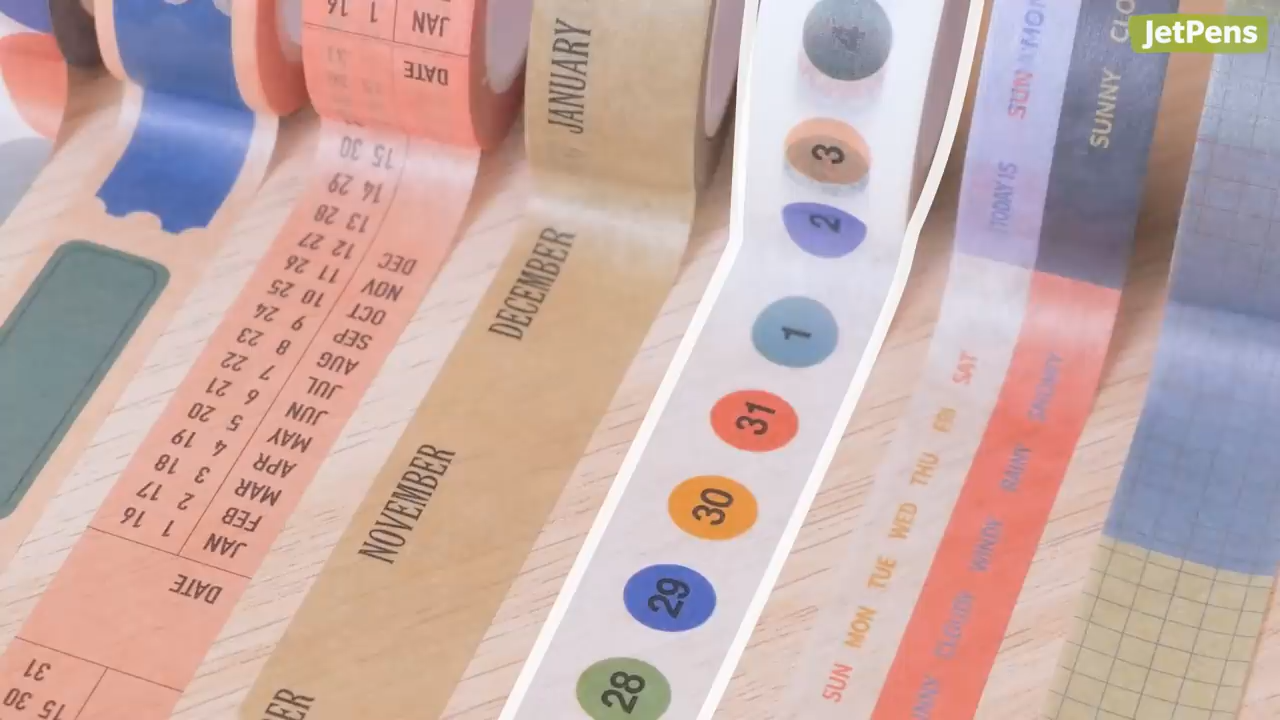 JetPens
16
1
JAN
DATE
15 30
14 29
13 28
12 27
11 26
10 25
9 24
8 23
7 22
6 21
5 20
4 19
3 18
2 17
1 16
DEC
NOV
OCT
SEP
AUG
JUL
JUN
MAY
APR
MAR
FEB
JAN
DATE
31
15 30
JANUARY
DECEMBER
NOVEMBER
4
3
2
1
31
30
29
28
SUN MON
TODAY IS
SUN MON TUE WED THU FRI SAT
SUNNY
CLOUDY WINDY RAINY SNOWY